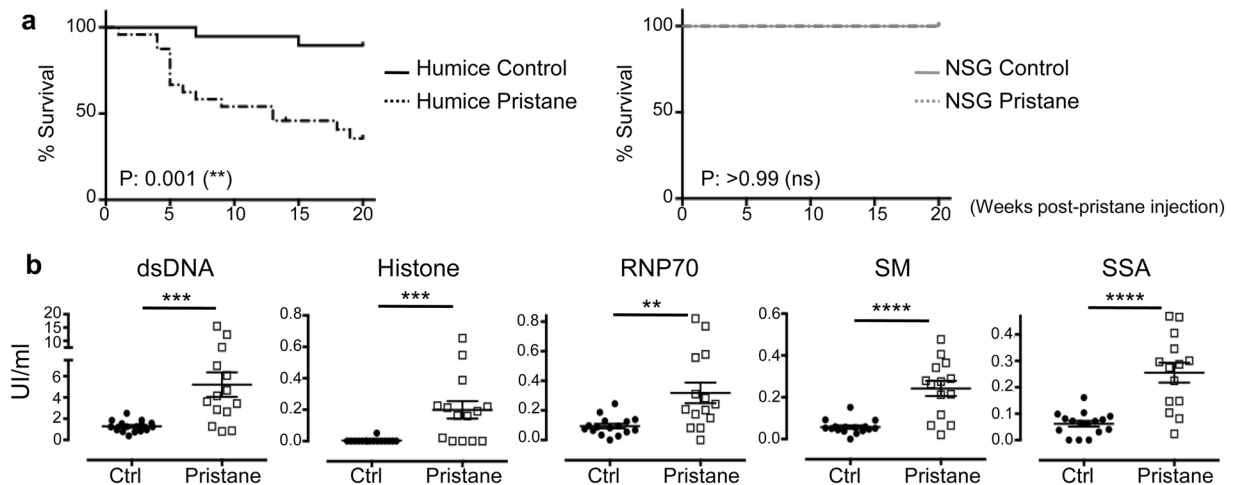 a
100
50
0
% Survival
0 5 10 15 20
P: 0.001 (**)
Humice Control
Humice Pristane
100
50
0
% Survival
0 5 10 15 20
P: >0.99 (ns)
NSG Control
NSG Pristane
(Weeks post-pristane injection)
b
UI/ml
dsDNA
***
20
15
10
6
4
2
0
Ctrl Pristane
Histone
***
0.8
0.6
0.4
0.2
0.0
Ctrl Pristane
RNP70
**
0.8
0.6
0.4
0.2
0.0
Ctrl Pristane
SM
****
0.6
0.4
0.2
0.0
Ctrl Pristane
SSA
****
0.4
0.3
0.2
0.1
0.0
Ctrl Pristane